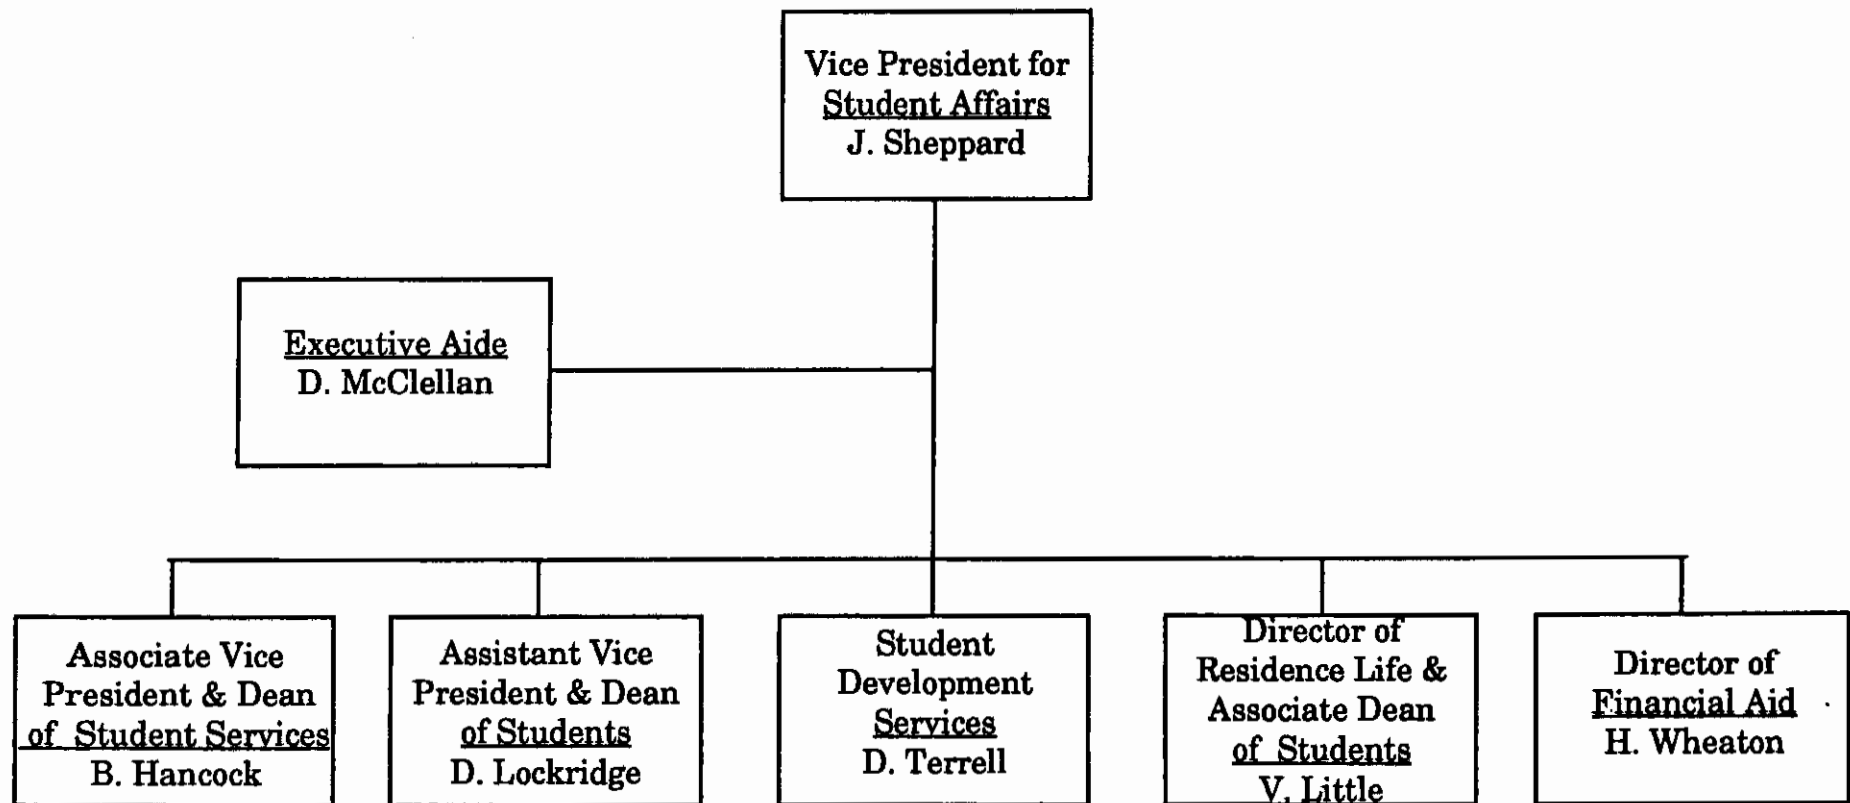 Vice President for
Student Affairs
J. Sheppard
Executive Aide
D. McClellan
Associate Vice
President & Dean
of Student Services
B. Hancock
Assistant Vice
President & Dean
of Students
D. Lockridge
Student
Development
Services
D. Terrell
Director of
Residence Life &
Associate Dean
of Students
V. Little
Director of
Financial Aid
H. Wheaton